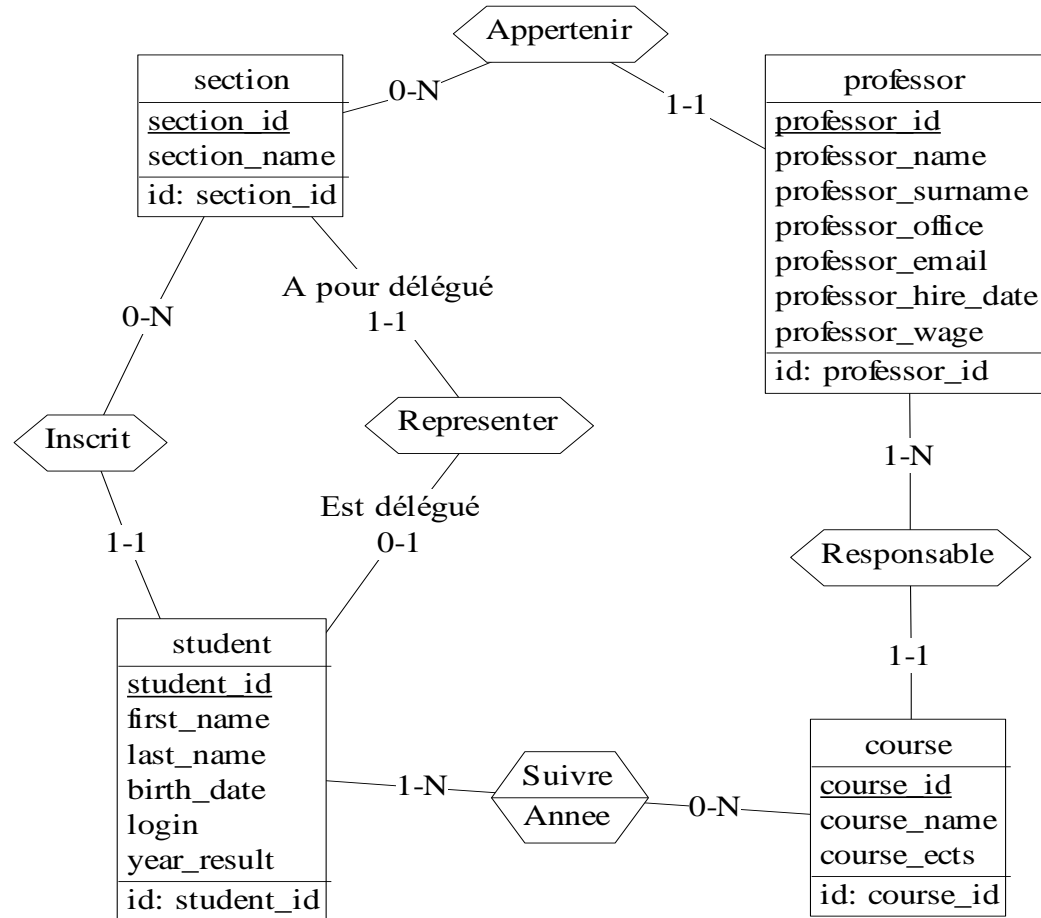 Appertenir
section
section_id
section_name
id: section_id
0-N
1-1
professor
professor_id
professor_name
professor_surname
professor_office
professor_email
professor_hire_date
professor_wage
id: professor_id
0-N
A pour délégué
1-1
Inscrit
Representer
1-N
1-1
Est délégué
0-1
Responsable
1-1
student
student_id
first_name
last_name
birth_date
login
year_result
id: student_id
1-N
Suivre
Annee
0-N
course
course_id
course_name
course_ects
id: course_id